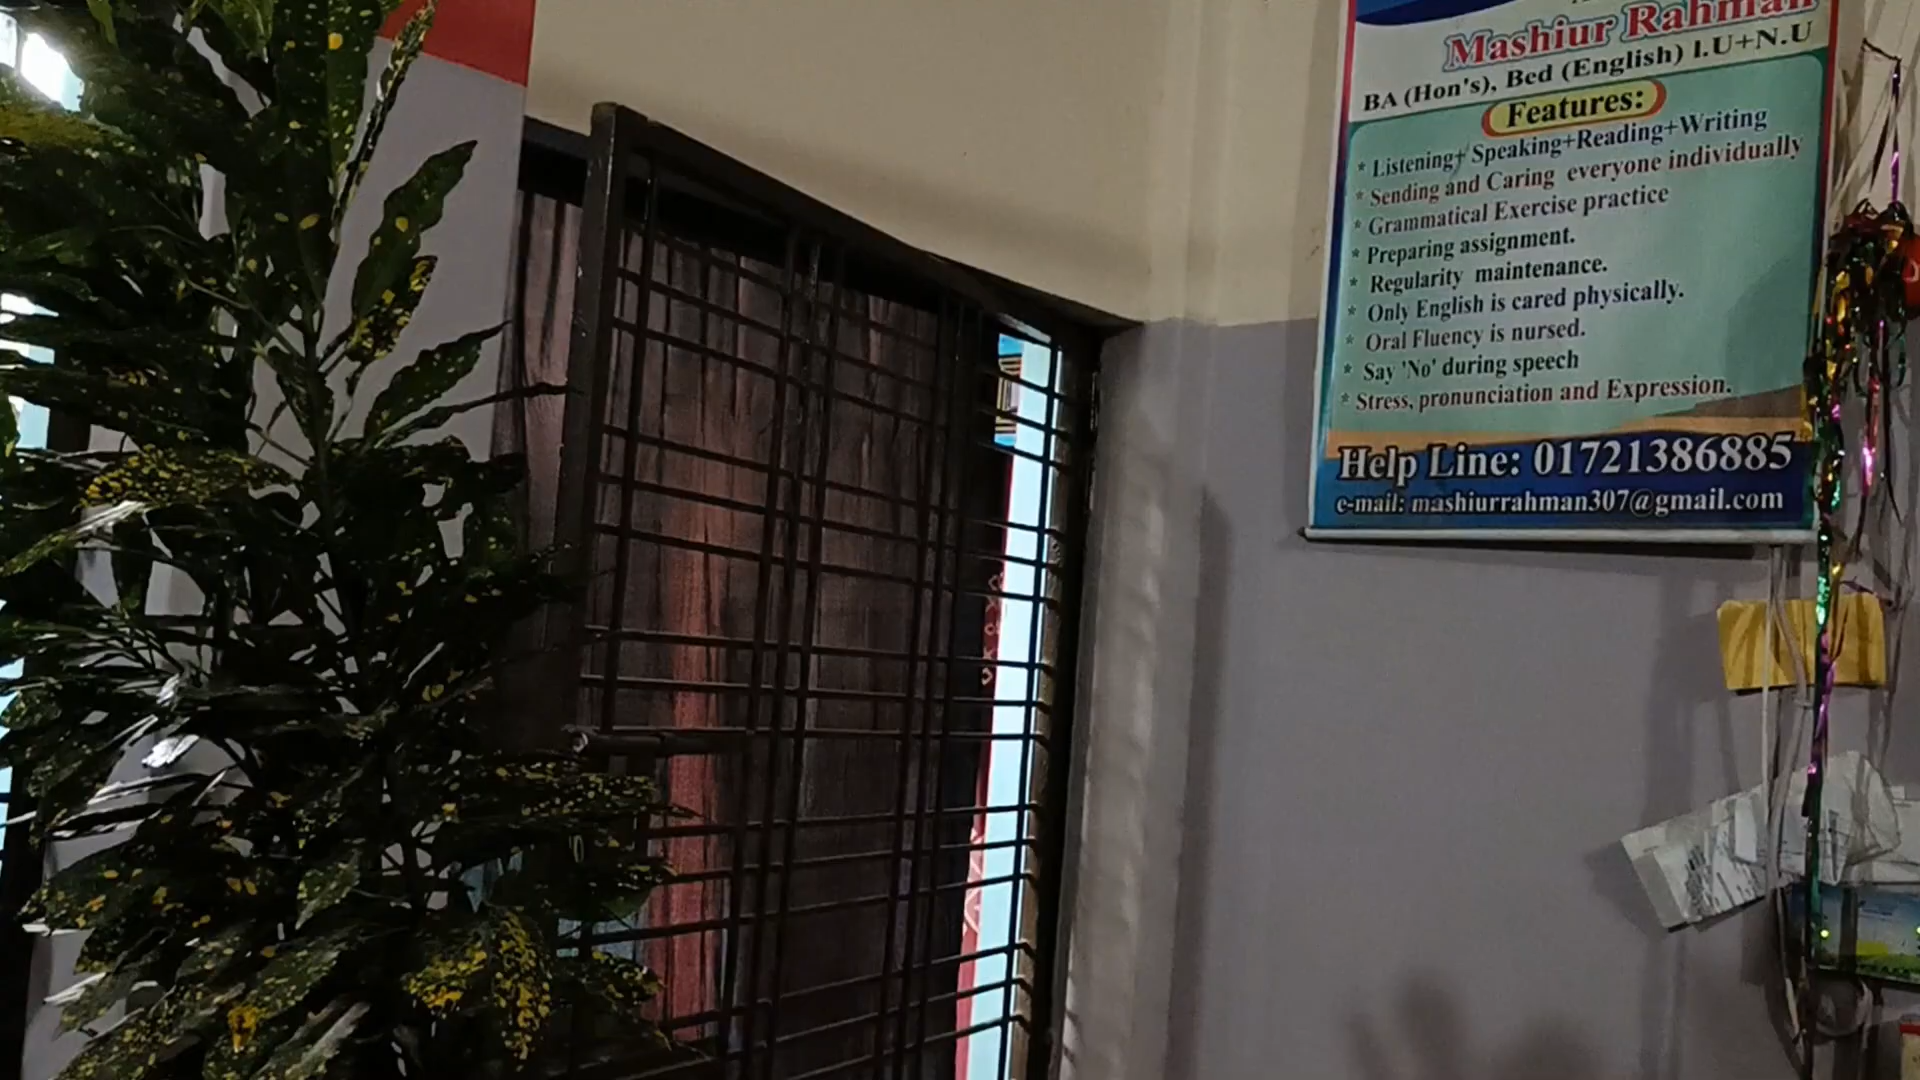 Mashiur Rahman
BA (Hon's), Bed (English) I.U+N.U
Features:
* Listening+ Speaking+Reading+Writing
* Sending and Caring everyone individually
* Grammatical Exercise practice
* Preparing assignment.
* Regularity maintenance.
* Only English is cared physically.
* Oral Fluency is nursed.
* Say 'No' during speech
* Stress, pronunciation and Expression.
Help Line: 01721386885
e-mail: mashiurrahman307@gmail.com